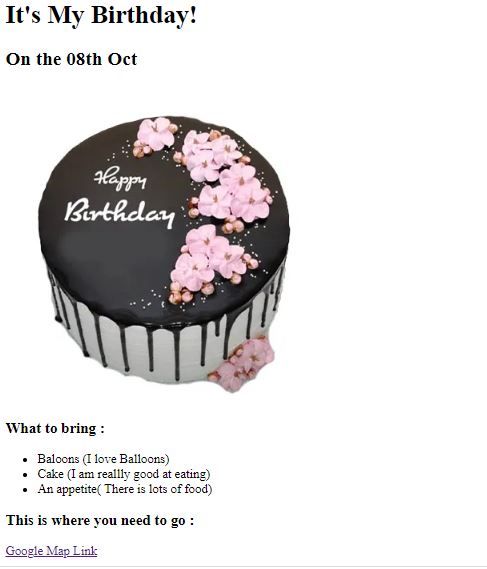 It's My Birthday!
On the 08th Oct
Happy
Birthday
What to bring :
Baloons (I love Balloons)
Cake (I am reallly good at eating)
An appetite( There is lots of food)
This is where you need to go :
Google Map Link